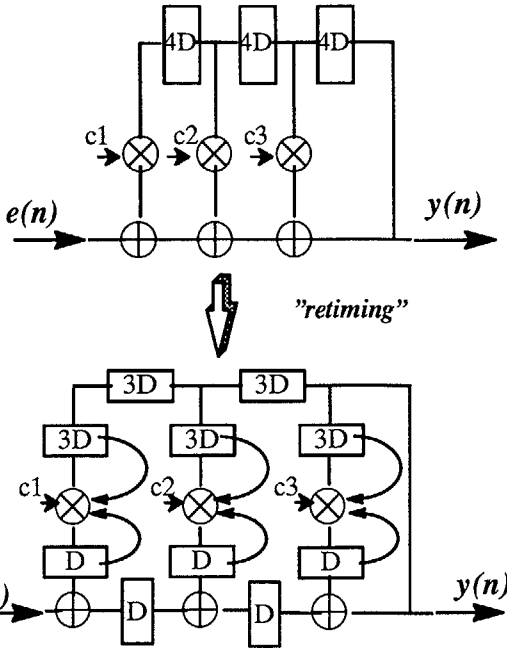 4D 4D 4D
c1 c2 c3
e(n) y(n)
"retiming"
3D 3D
3D 3D 3D
c1 c2 c3
D D D
) D D y(n)